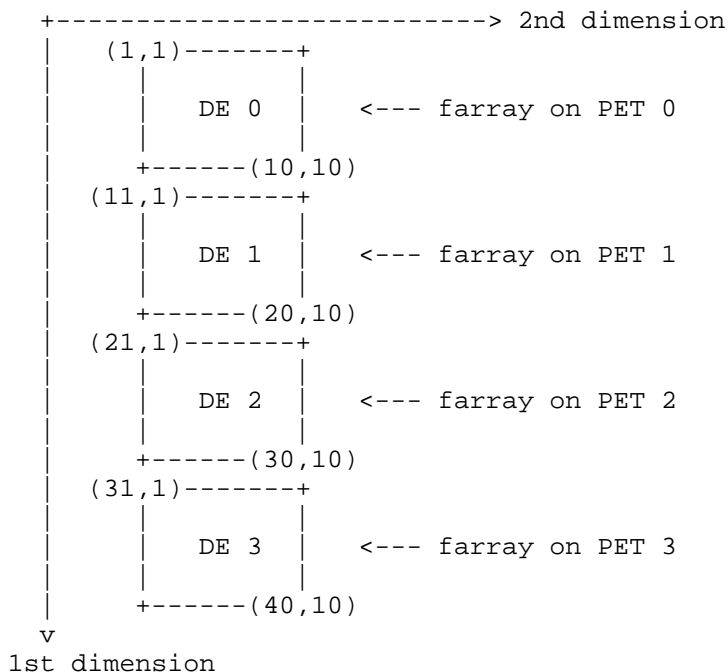 +---------------------------> 2nd dimension
|   (1,1)-------+
|     |         |
|     |   DE 0  |   <--- farray on PET 0
|     |         |
|     +------(10,10)
|  (11,1)-------+
|     |         |
|     |   DE 1  |   <--- farray on PET 1
|     |         |
|     +------(20,10)
|  (21,1)-------+
|     |         |
|     |   DE 2  |   <--- farray on PET 2
|     |         |
|     +------(30,10)
|  (31,1)-------+
|     |         |
|     |   DE 3  |   <--- farray on PET 3
|     |         |
|     +------(40,10)
v
1st dimension